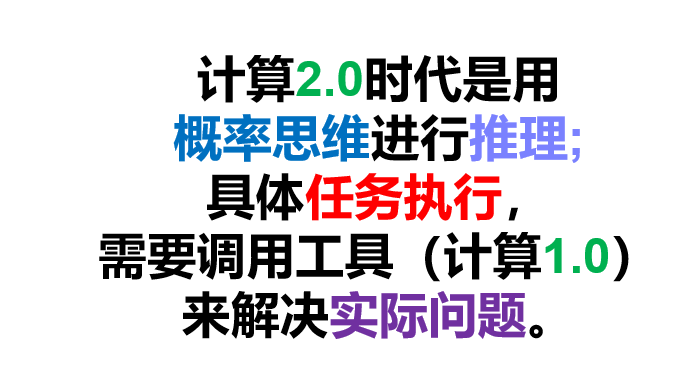 计算2.0时代是用
概率思维进行推理;
具体任务执行，
需要调用工具（计算1.0）
来解决实际问题。